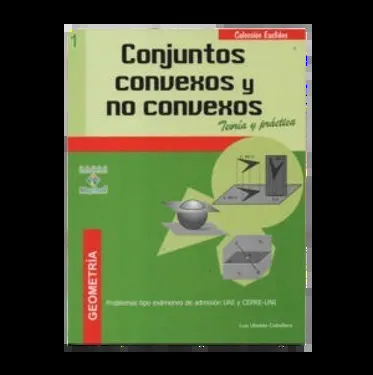 1
Colección Euclides
Conjuntos
convexos y
no convexos
Teoría y práctica
GEOMETRÍA
Problemas tipo exámenes de admisión UNI y CEPRE-UNI
Luis Ubaldo Caballero